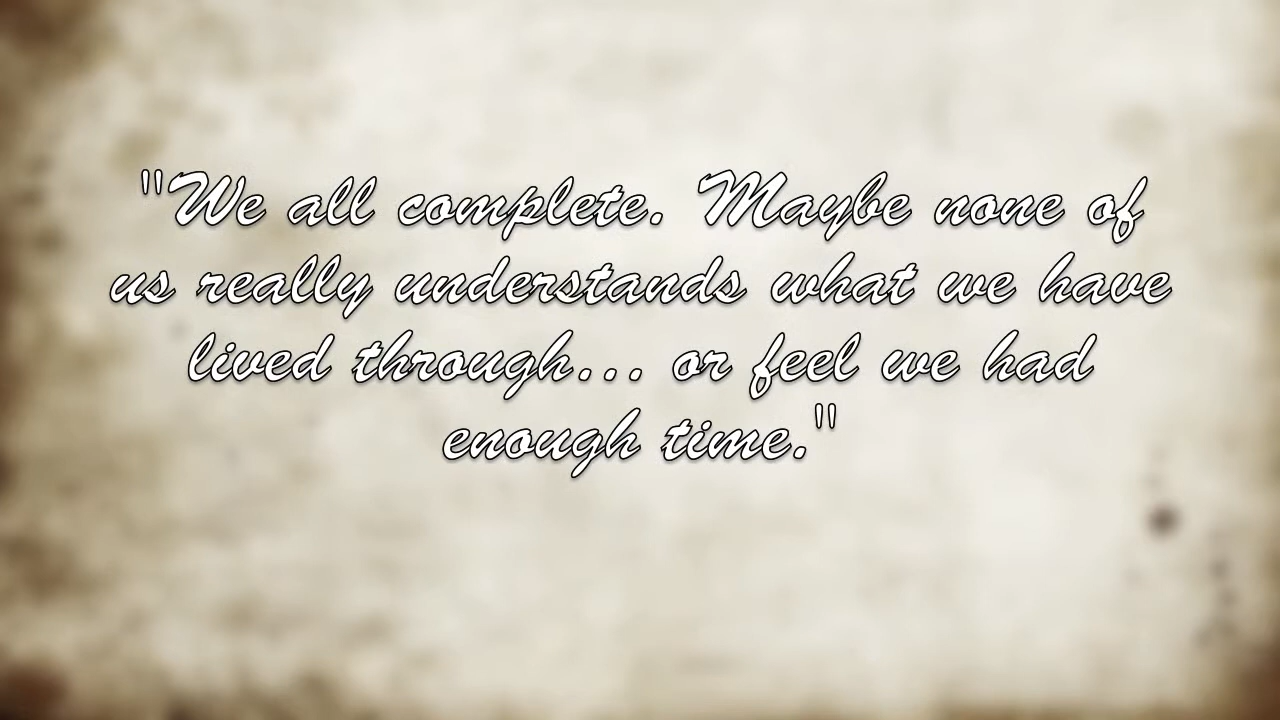 "We all complete. Maybe none of
us really understands what we have
lived through... or feel we had
enough time."